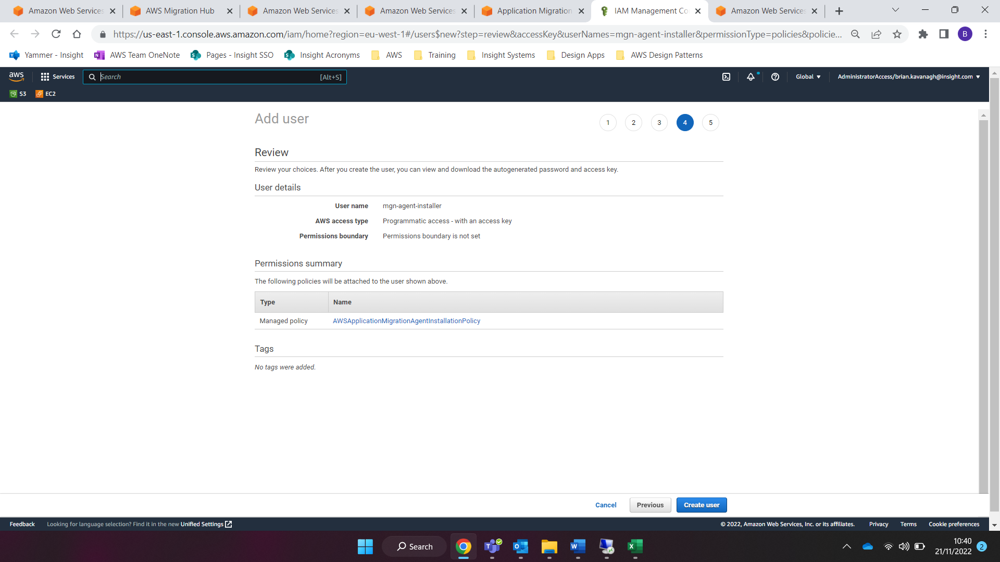 Amazon Web Services
AWS Migration Hub
Amazon Web Services
Amazon Web Services
Application Migration
IAM Management Co
Amazon Web Services
https://us-east-1.console.aws.amazon.com/iam/home?region=eu-west-1#/users$new?step=review&accessKey&userNames=mgn-agent-installer&permissionType=policies&policie...
B
Yammer - Insight
AWS Team OneNote
Pages - Insight SSO
Insight Acronyms
AWS
Training
Insight Systems
Design Apps
AWS Design Patterns
aws
Services
Search
[Alt+S]
Global
AdministratorAccess/brian.kavanagh@insight.com
S3
EC2
Add user
1
2
3
4
5
Review
Review your choices. After you create the user, you can view and download the autogenerated password and access key.
User details
User name mgn-agent-installer
AWS access type Programmatic access - with an access key
Permissions boundary Permissions boundary is not set
Permissions summary
The following policies will be attached to the user shown above.
Type Name
Managed policy AWSApplicationMigrationAgentInstallationPolicy
Tags
No tags were added.
Cancel
Previous
Create user
Feedback
Looking for language selection? Find it in the new Unified Settings
© 2022, Amazon Web Services, Inc. or its affiliates.
Privacy
Terms
Cookie preferences
Search
10:40
21/11/2022
2